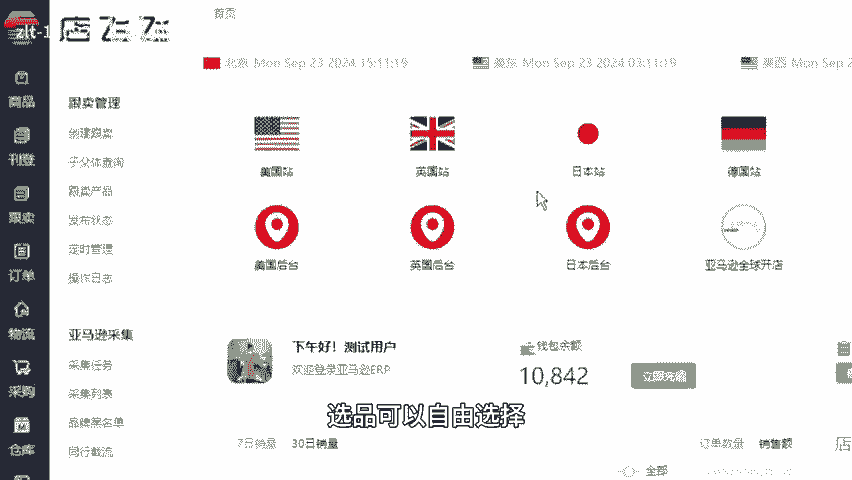 首页
店飞飞
zlt-1
北京 Mon Sep 23 2024 15:11:19
美东 Mon Sep 23 2024 03:11:19
美西 Mon Sep 23 2
商品
刊登
跟卖
订单
物流
采购
仓库
跟卖管理
创建跟卖
子父体查询
跟卖产品
发布状态
定时管理
操作日志
亚马逊采集
采集任务
采集列表
品牌黑名单
同行截流
美国站
英国站
日本站
德国站
美国后台
英国后台
日本后台
亚马逊全球开店
下午好！测试用户
欢迎登录亚马逊ERP
钱包余额
10,842
立即充值
选品可以自由选择
7日销量 30日销量
订单数量 销售额
店
全部